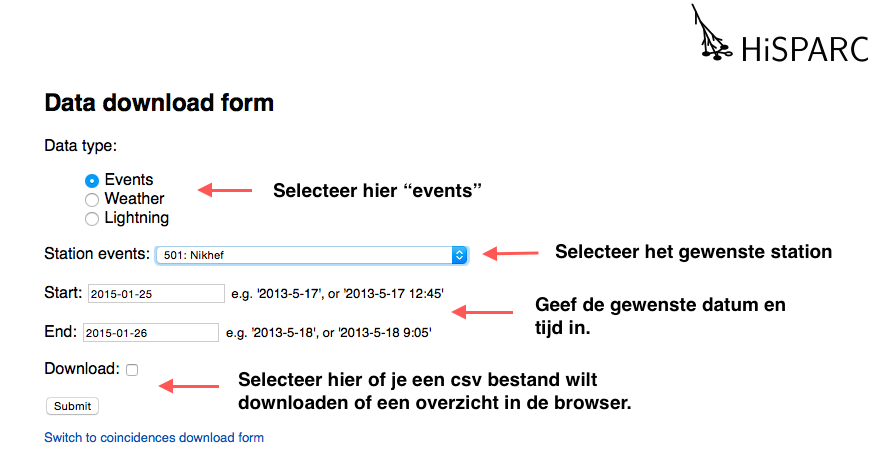 HiSPARC
Data download form
Data type:
Events
Selecteer hier “events”
Weather
Lightning
Station events: 501: Nikhef
Selecteer het gewenste station
Start: 2015-01-25 e.g. '2013-5-17', or '2013-5-17 12:45'
Geef de gewenste datum en
tijd in.
End: 2015-01-26 e.g. '2013-5-18', or '2013-5-18 9:05'
Download:
Selecteer hier of je een csv bestand wilt
downloaden of een overzicht in de browser.
Submit
Switch to coincidences download form